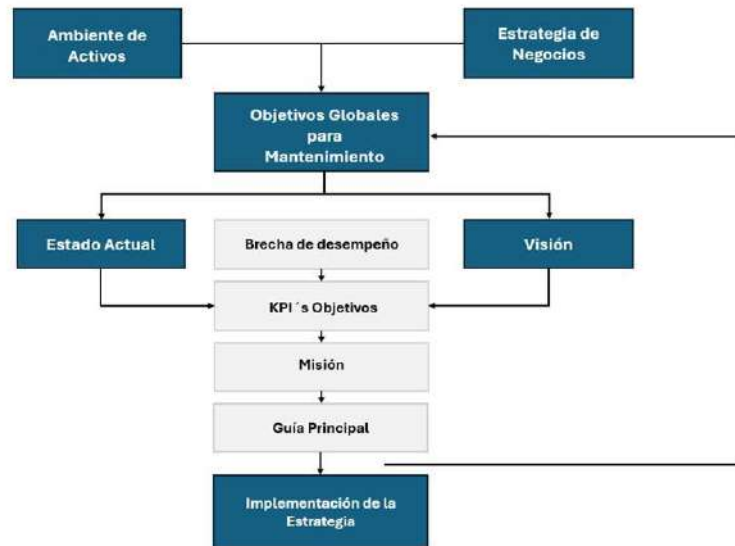 Ambiente de
Activos
Estrategia de
Negocios
Objetivos Globales
para
Mantenimiento
Estado Actual
Brecha de desempeño
Visión
KPI´s Objetivos
Misión
Guía Principal
Implementación de la
Estrategia